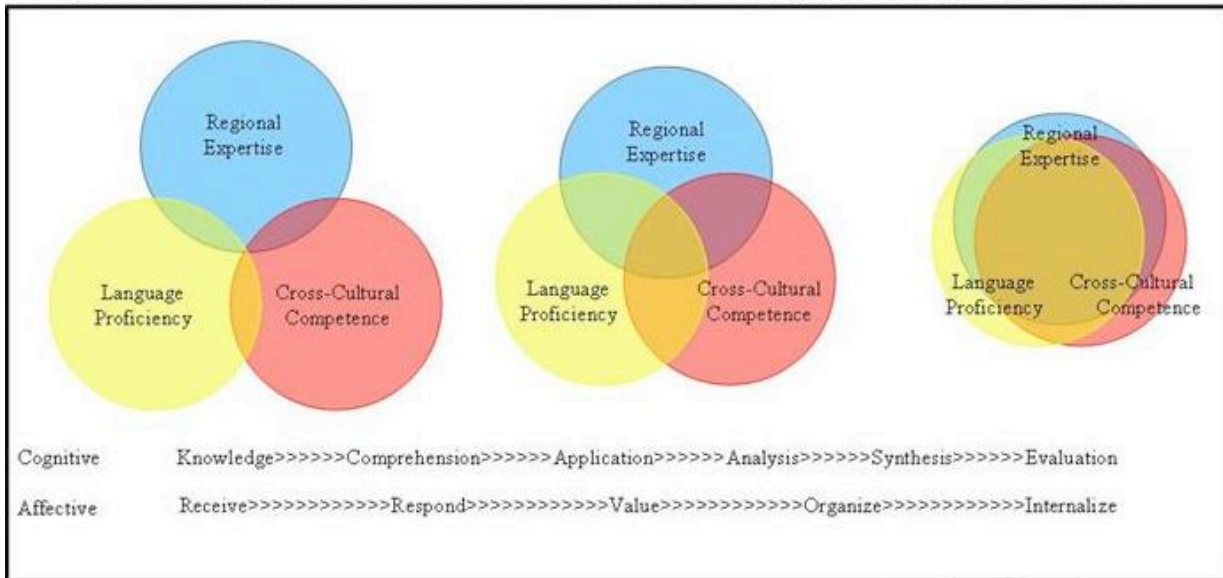 Regional
Expertise
Language
Proficiency
Cross-Cultural
Competence
Regional
Expertise
Language
Proficiency
Cross-Cultural
Competence
Regional
Expertise
Language
Proficiency
Cross-Cultural
Competence
Cognitive Knowledge>>>>>>Comprehension>>>>>>Application>>>>>>Analysis>>>>>>Synthesis>>>>>>Evaluation
Affective Receive>>>>>>>>>>>>Respond>>>>>>>>>>>>Value>>>>>>>>>>>>Organize>>>>>>>>>>>>Internalize